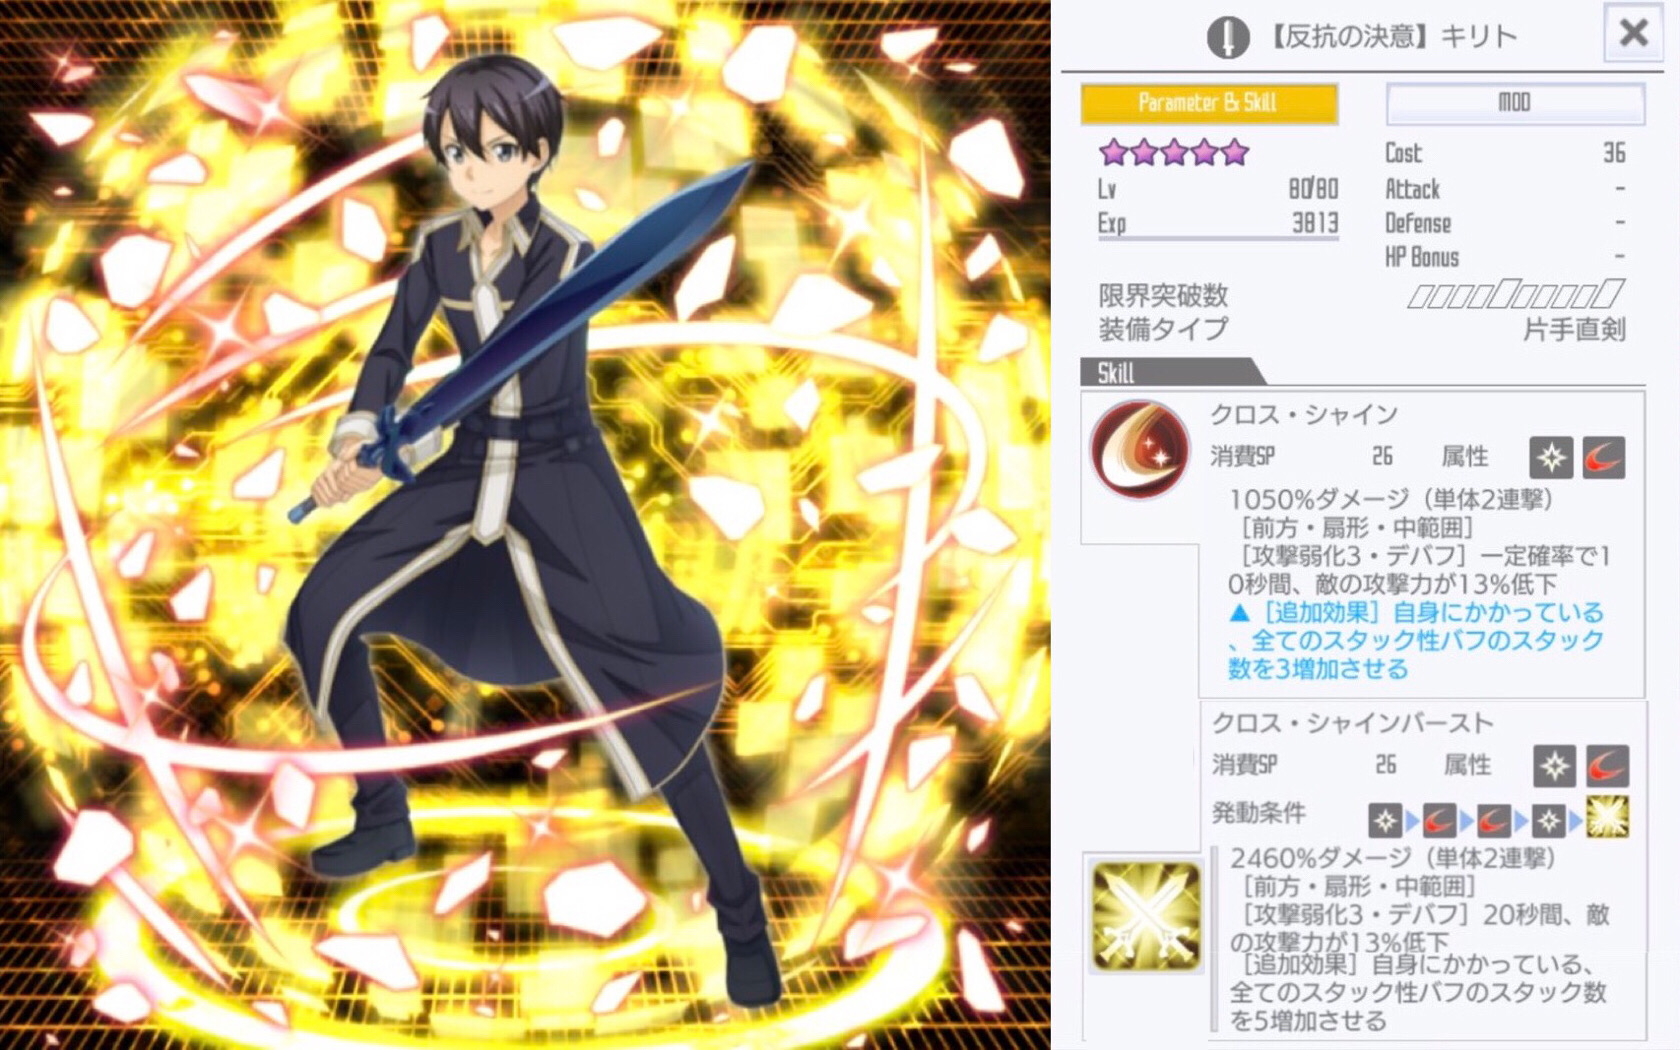 【反抗の決意】キリト
Parameter & Skill
MOD
Cost 36
Lv 80/80
Attack -
Exp 3813
Defense -
HP Bonus -
限界突破数
装備タイプ 片手直剣
Skill
クロス・シャイン
消費SP 26 属性
1050%ダメージ（単体2連撃）
［前方・扇形・中範囲］
［攻撃弱化3・デバフ］一定確率で1
0秒間、敵の攻撃力が13%低下
▲［追加効果］自身にかかっている
、全てのスタック性バフのスタック
数を3増加させる
クロス・シャインバースト
消費SP 26 属性
発動条件
2460%ダメージ（単体2連撃）
［前方・扇形・中範囲］
［攻撃弱化3・デバフ］20秒間、敵
の攻撃力が13%低下
［追加効果］自身にかかっている、
全てのスタック性バフのスタック数
を5増加させる